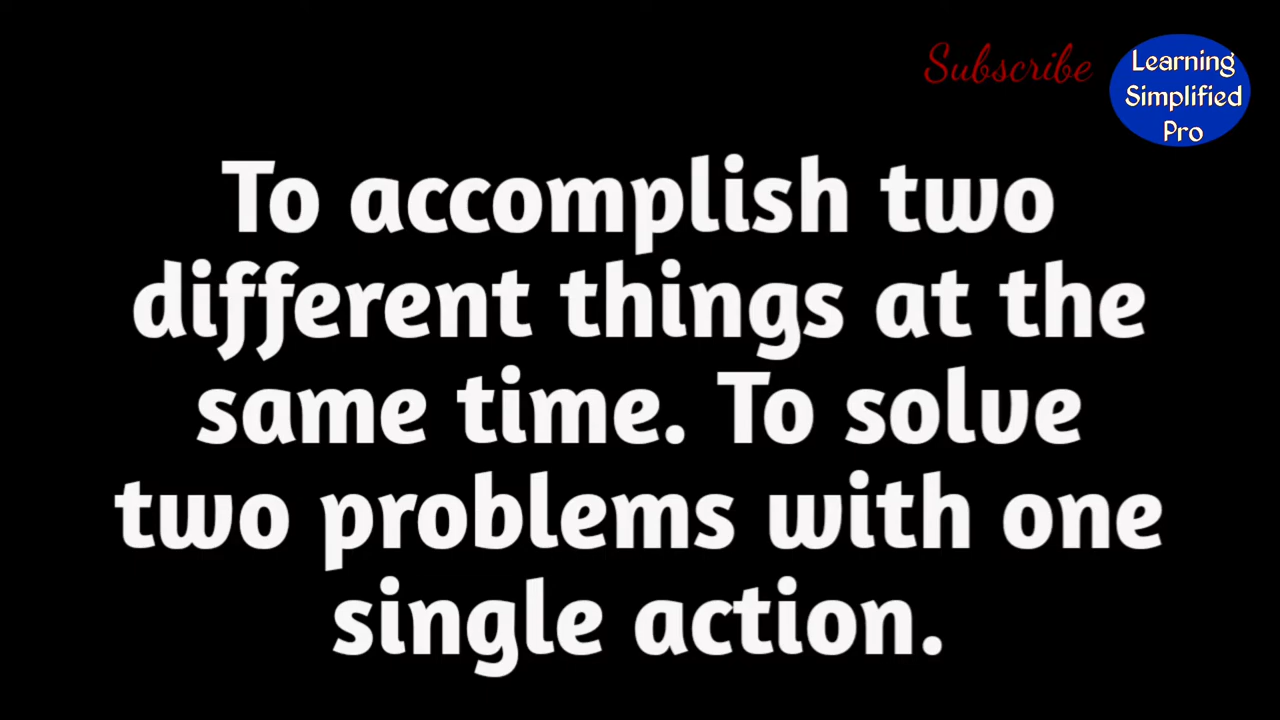 Subscribe
Learning
Simplified
Pro
To accomplish two
different things at the
same time. To solve
two problems with one
single action.